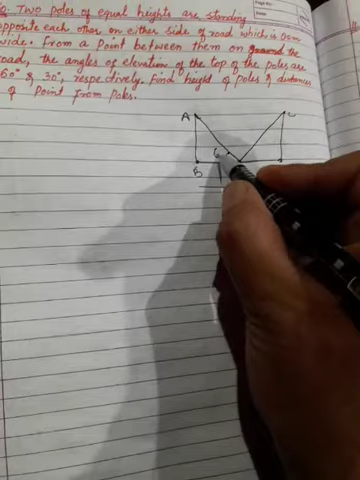 Q: Two poles of equal heights are standing
opposite each other on either side of road which is 80m
wide. From a Point between them on the
road, the angles of elevation of the top of the poles are
60° & 30°, respectively. Find height of poles & distances
of Point from Poles.
A
C
6
B